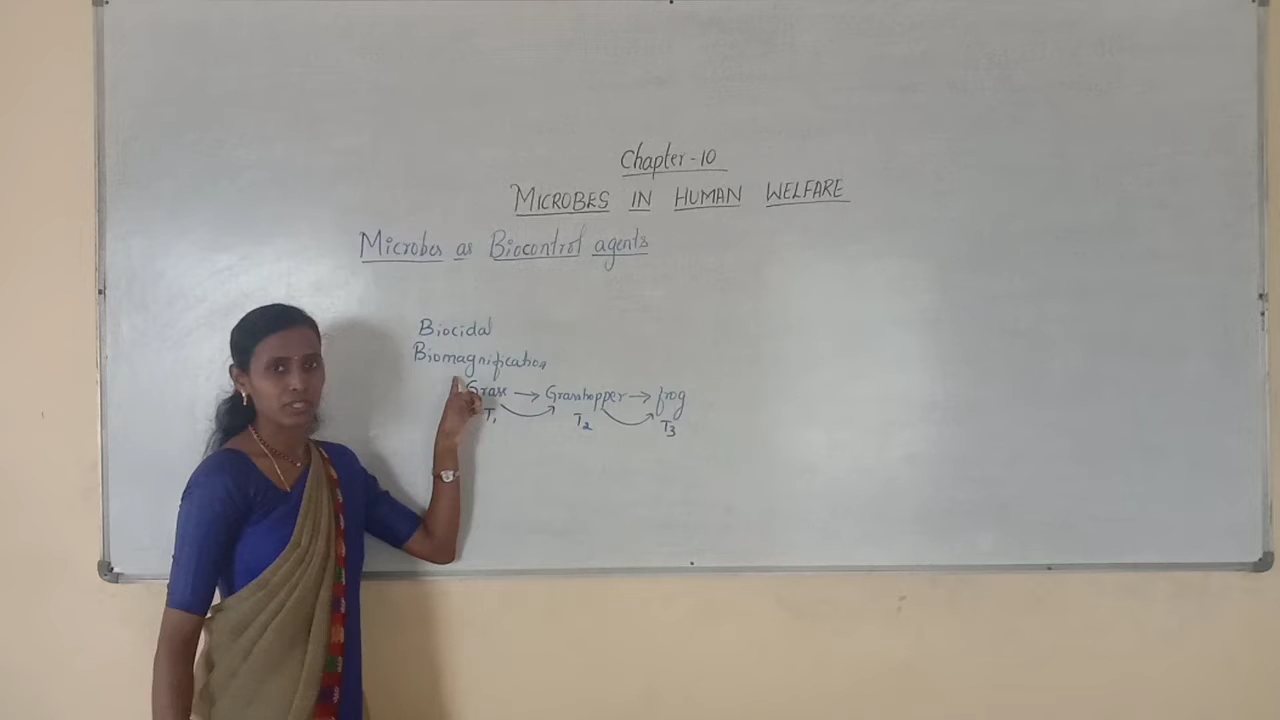 Chapter-10
MICROBES IN HUMAN WELFARE
Microbes as Biocontrol agents
Biocidal
Biomagnification
Grass → Grasshopper → frog
T1 T2 T3